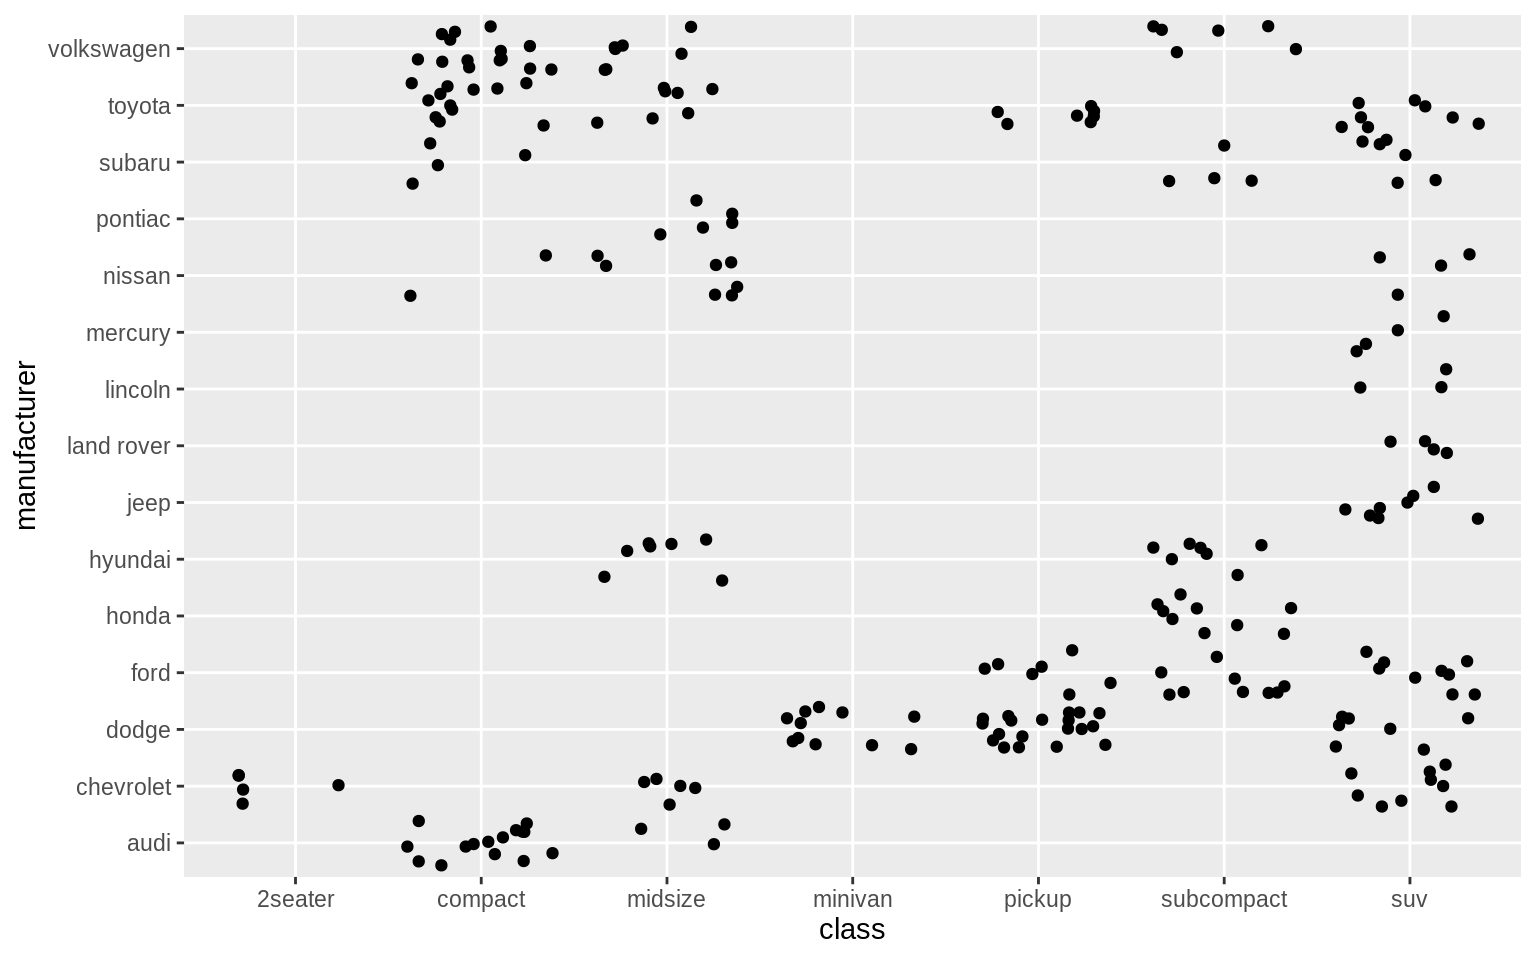 manufacturer
volkswagen
toyota
subaru
pontiac
nissan
mercury
lincoln
land rover
jeep
hyundai
honda
ford
dodge
chevrolet
audi
2seater compact midsize minivan pickup subcompact suv
class